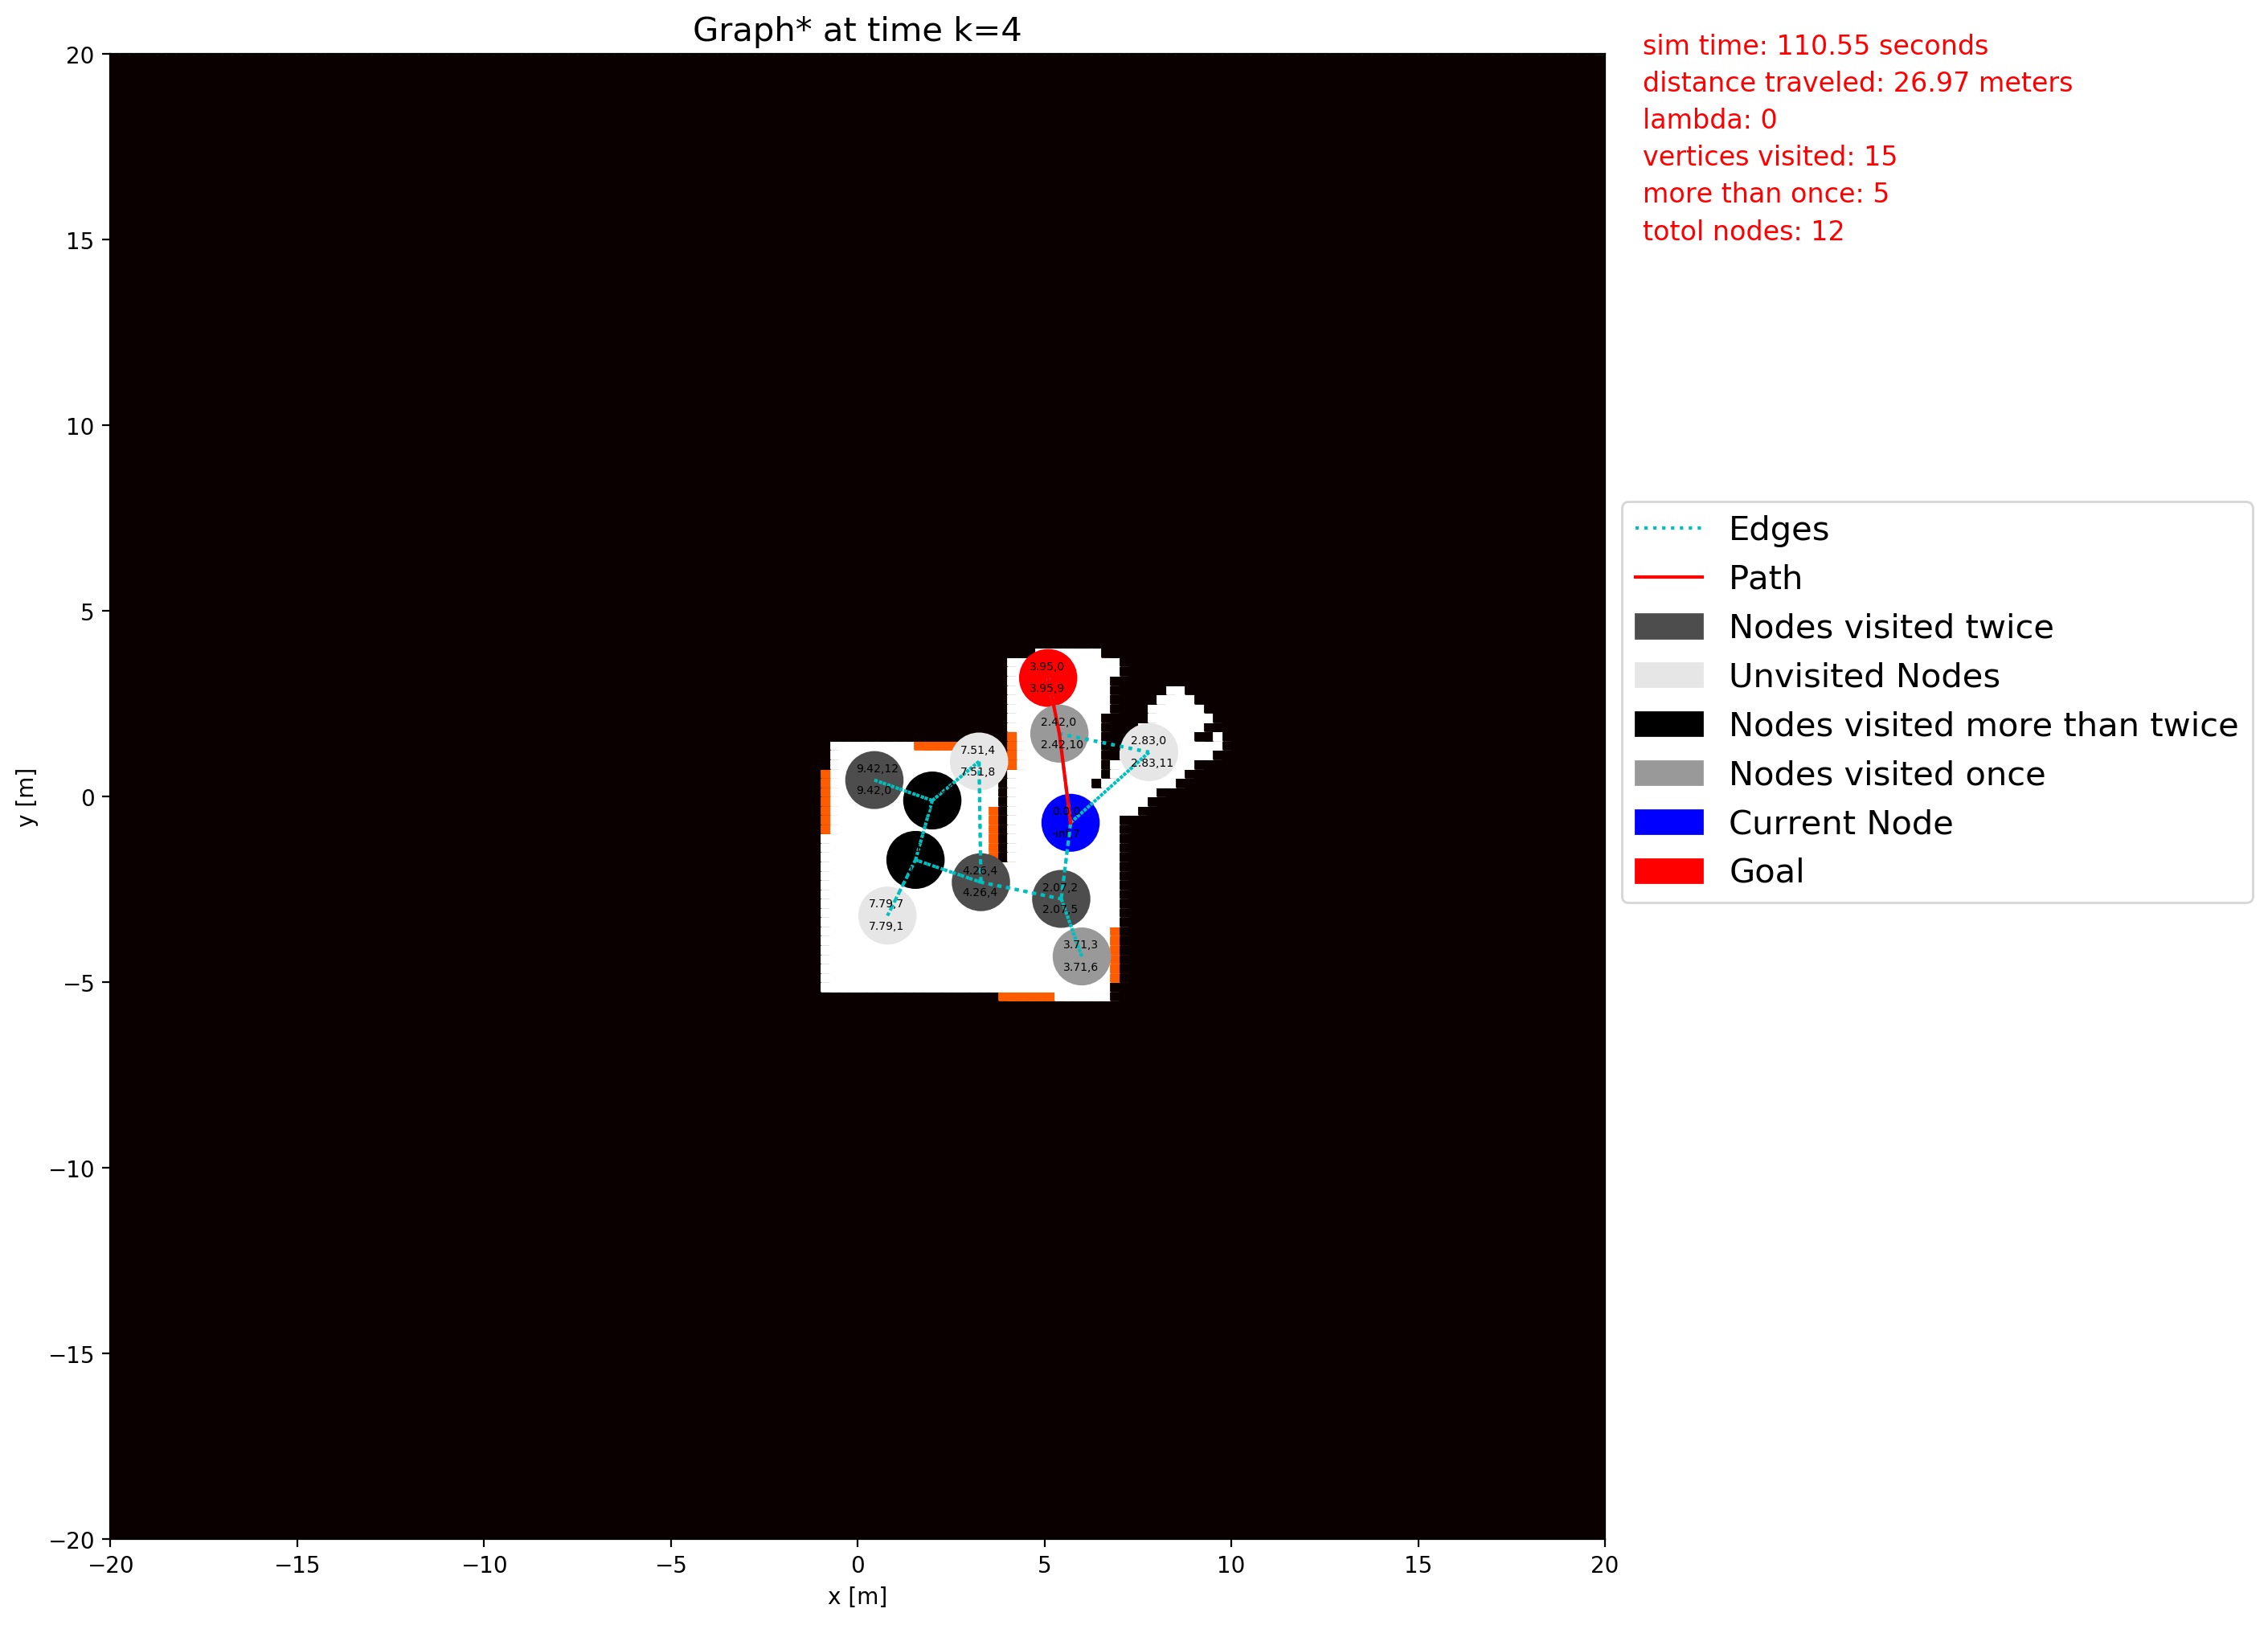 Graph* at time k=4
sim time: 110.55 seconds
distance traveled: 26.97 meters
lambda: 0
vertices visited: 15
more than once: 5
totol nodes: 12
20
15
10
5
0
−5
−10
−15
−20
y [m]
3.95,0
3.95,9
2.42,0
2.42,10
2.83,0
2.83,11
7.51,4
7.51,8
9.42,12
9.42,0
4.26,4
4.26,4
2.07,2
2.07,5
7.79,7
7.79,1
3.71,3
3.71,6
−20
−15
−10
−5
0
5
10
15
20
x [m]
Edges
Path
Nodes visited twice
Unvisited Nodes
Nodes visited more than twice
Nodes visited once
Current Node
Goal